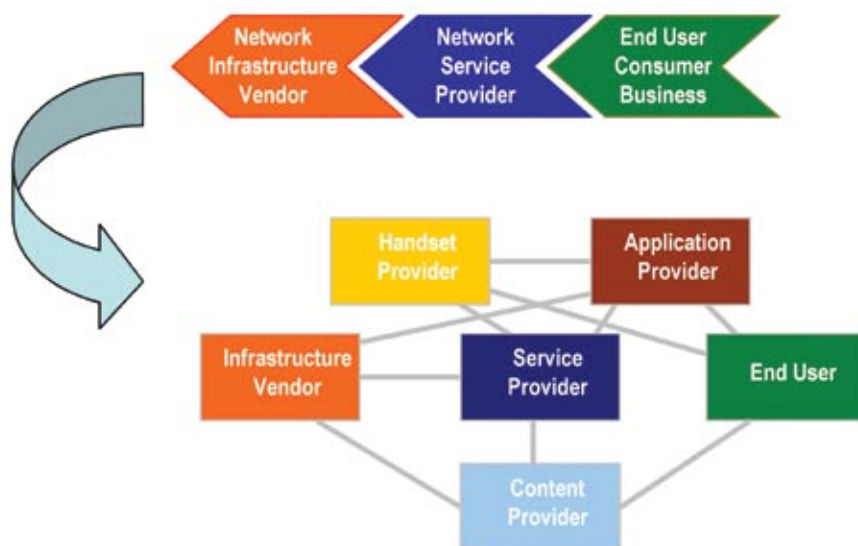 Network
Infrastructure
Vendor
Network
Service
Provider
End User
Consumer
Business
Handset
Provider
Application
Provider
Infrastructure
Vendor
Service
Provider
End User
Content
Provider